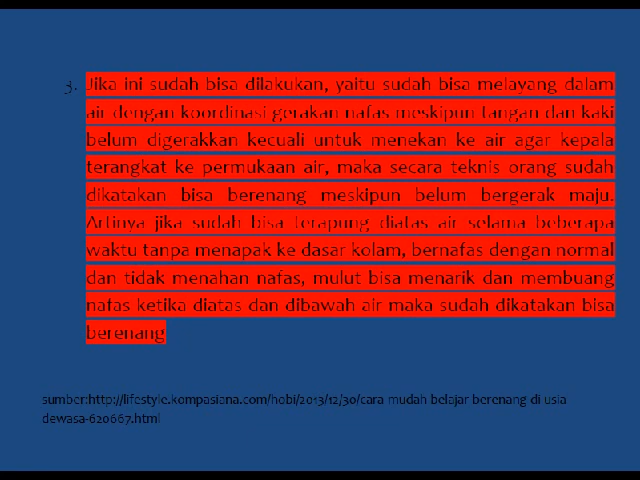 3. Jika ini sudah bisa dilakukan, yaitu sudah bisa melayang dalam
air dengan koordinasi gerakan nafas meskipun tangan dan kaki
belum digerakkan kecuali untuk menekan ke air agar kepala
terangkat ke permukaan air, maka secara teknis orang sudah
dikatakan bisa berenang meskipun belum bergerak maju.
Artinya jika sudah bisa terapung diatas air selama beberapa
waktu tanpa menapak ke dasar kolam, bernafas dengan normal
dan tidak menahan nafas, mulut bisa menarik dan membuang
nafas ketika diatas dan dibawah air maka sudah dikatakan bisa
berenang
sumber:http://lifestyle.kompasiana.com/hobi/2013/12/30/cara-mudah-belajar-berenang-di-usia-
dewasa-620667.html